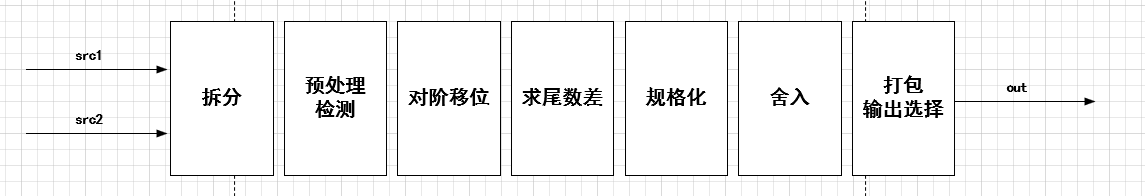 src1
src2
拆分
预处理
检测
对阶移位
求尾数差
规格化
舍入
打包
输出选择
out